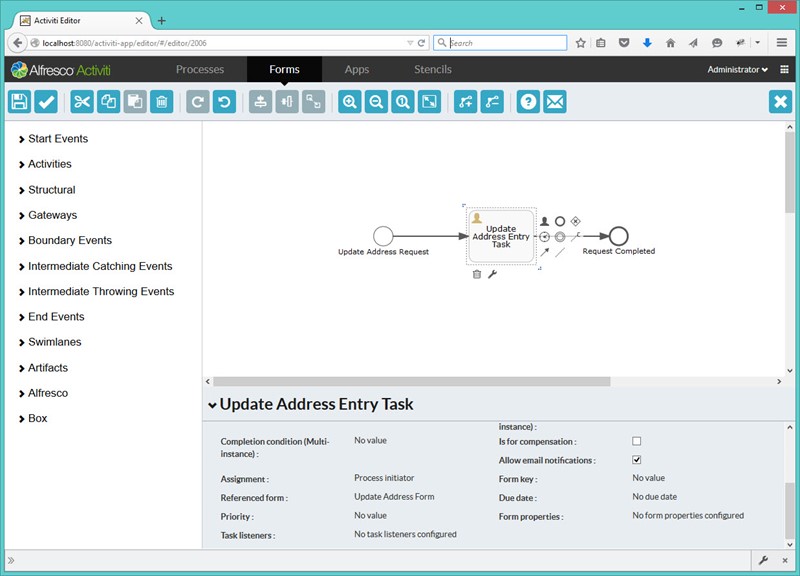 Activiti Editor
localhost:8080/activiti-app/editor/#/editor/2006
Search
Alfresco Activiti
Processes
Forms
Apps
Stencils
Administrator
Start Events
Activities
Structural
Gateways
Boundary Events
Intermediate Catching Events
Intermediate Throwing Events
End Events
Swimlanes
Artifacts
Alfresco
Box
Update Address Request
Update
Address Entry
Task
Request Completed
Update Address Entry Task
instance) :
Completion condition (Multi-
instance) :
No value
Is for compensation :
Allow email notifications :
Assignment :
Process initiator
Form key :
No value
Referenced form :
Update Address Form
Due date :
No due date
Priority :
No value
Form properties :
No form properties configured
Task listeners :
No task listeners configured